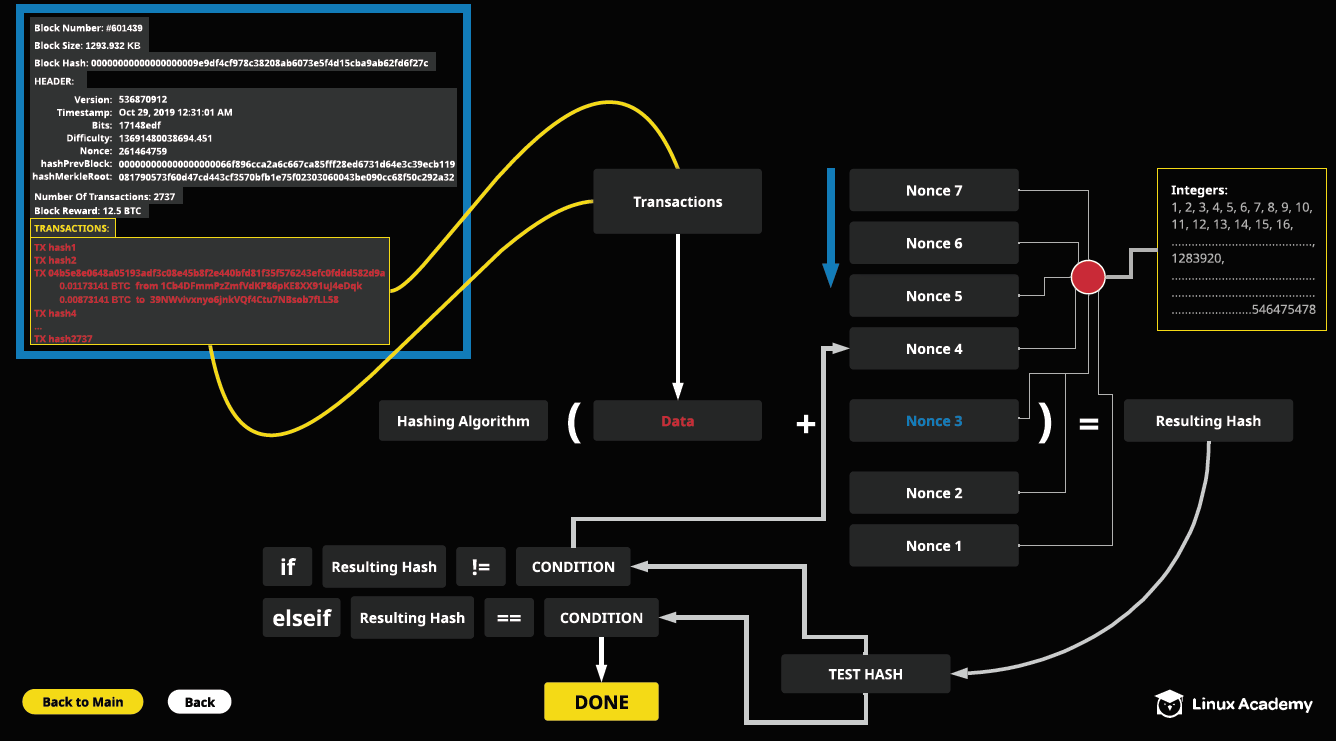 Block Number: #601439
Block Size: 1293.932 KB
Block Hash: 00000000000000000009e9df4cf978c38208ab6073e5f4d15cba9ab62fd6f27c
HEADER:
Version: 536870912
Timestamp: Oct 29, 2019 12:31:01 AM
Bits: 17148edf
Difficulty: 13691480038694.451
Nonce: 261464759
hashPrevBlock: 000000000000000000066f896cca2a6c667ca85fff28ed6731d64e3c39ecb119
hashMerkleRoot: 081790573f60d47cd443cf3570bfb1e75f02303060043be090cc68f50c292a32
Number Of Transactions: 2737
Block Reward: 12.5 BTC
TRANSACTIONS:
TX hash1
TX hash2
TX 04b5e8e0648a05193adf3c08e45b8f2e440bfd81f35f576243efc0fddd582d9a
0.01173141 BTC from 1Cb4DFmmPzZmfVdKP86pKE8XX91uJ4eDqk
0.00873141 BTC to
TX hash4
...
TX hash2737
Transactions
Nonce 7
Nonce 6
Nonce 5
Nonce 4
Integers:
1, 2, 3, 4, 5, 6, 7, 8, 9, 10,
11, 12, 13, 14, 15, 16,
..........................................,
1283920,
...........................................
...........................................
........................546475478
Hashing Algorithm ( Data + Nonce 3 ) = Resulting Hash
Nonce 2
Nonce 1
if Resulting Hash != CONDITION
elseif Resulting Hash == CONDITION
TEST HASH
DONE
Back to Main
Back
Linux Academy